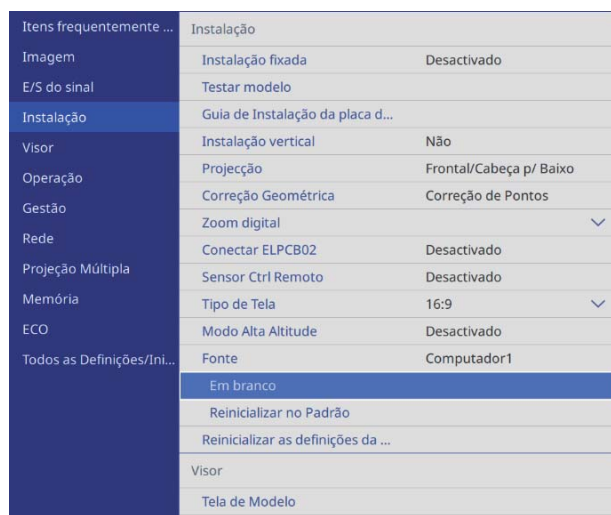 Itens frequentemente ...
Imagem
E/S do sinal
Instalação
Visor
Operação
Gestão
Rede
Projeção Múltipla
Memória
ECO
Todos as Definições/Ini...
Instalação
Instalação fixada Desactivado
Testar modelo
Guia de Instalação da placa d...
Instalação vertical Não
Projecção Frontal/Cabeça p/ Baixo
Correção Geométrica Correção de Pontos
Zoom digital
Conectar ELPCB02 Desactivado
Sensor Ctrl Remoto Desactivado
Tipo de Tela 16:9
Modo Alta Altitude Desactivado
Fonte Computador1
Em branco
Reinicializar no Padrão
Reinicializar as definições da ...
Visor
Tela de Modelo